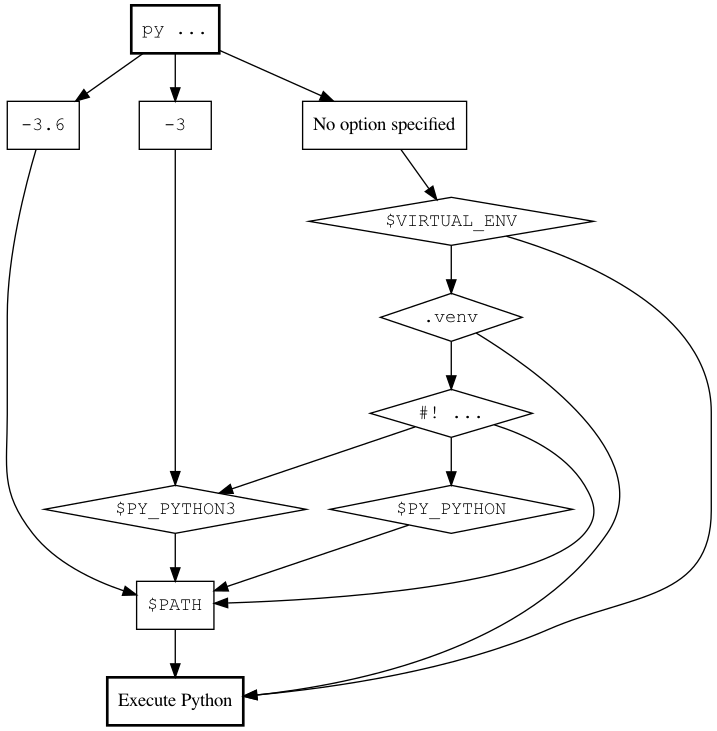 py ...
-3.6
-3
No option specified
$VIRTUAL_ENV
.venv
#! ...
$PY_PYTHON3
$PY_PYTHON
$PATH
Execute Python